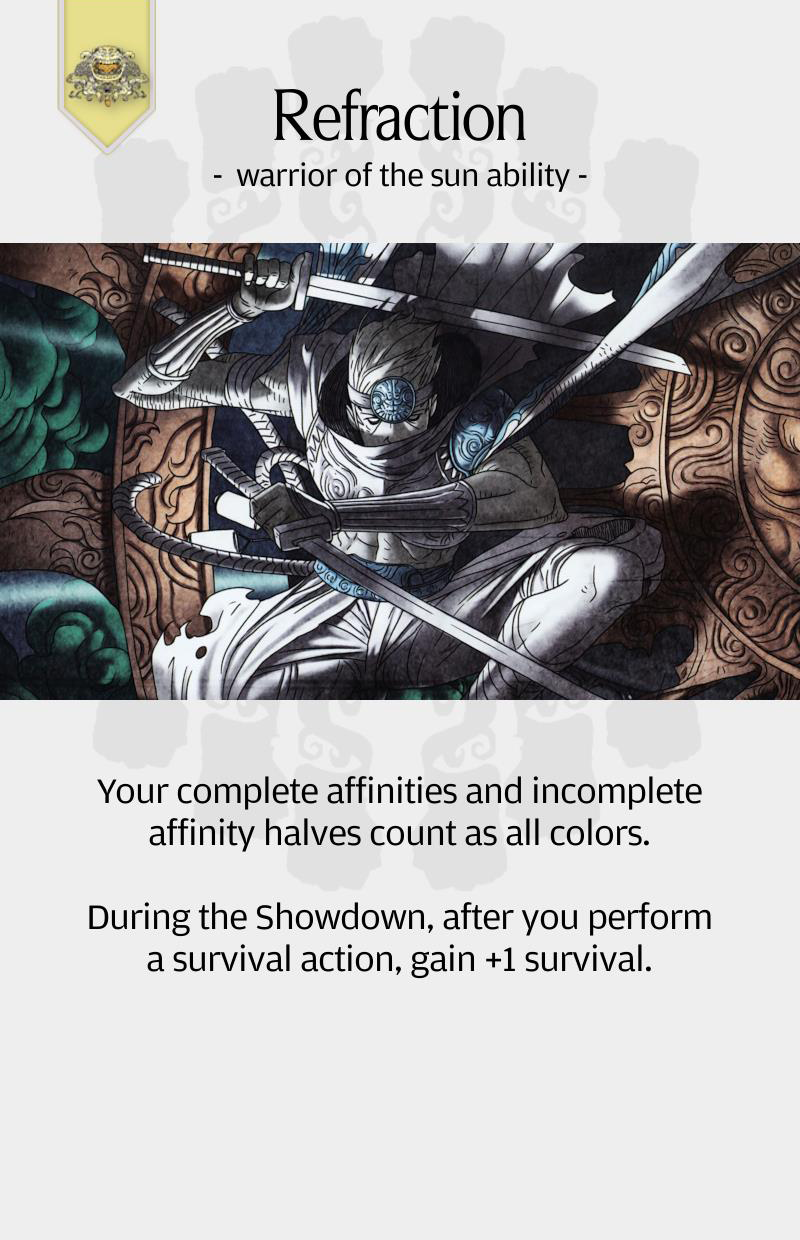 Refraction
- warrior of the sun ability -
Your complete affinities and incomplete
affinity halves count as all colors.
During the Showdown, after you perform
a survival action, gain +1 survival.